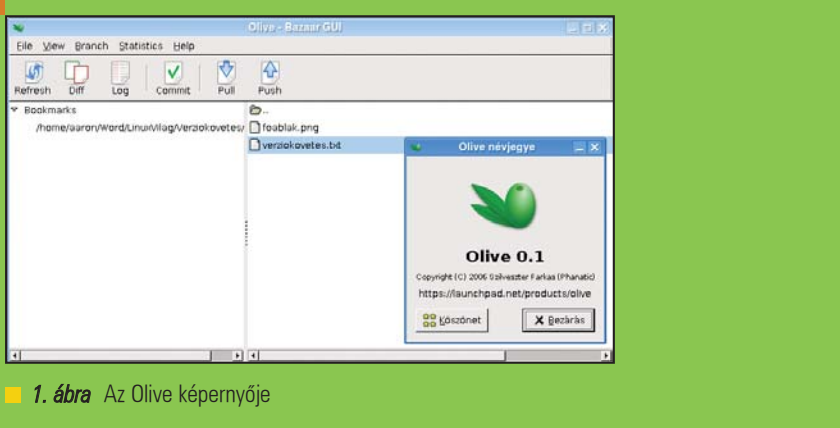 Olive - Bazaar GUI
File View Branch Statistics Help
Refresh Diff Log Commit Pull Push
Bookmarks
/home/aaron/Word/LinuxVilag/Verziokovetes/
..
foablak.png
verziokovetes.txt
Olive névjegye
Olive 0.1
Copyright (C) 2006 Szilveszter Farkas (Phanatic)
https://launchpad.net/products/olive
Köszönet
Bezárás
1. ábra Az Olive képernyője